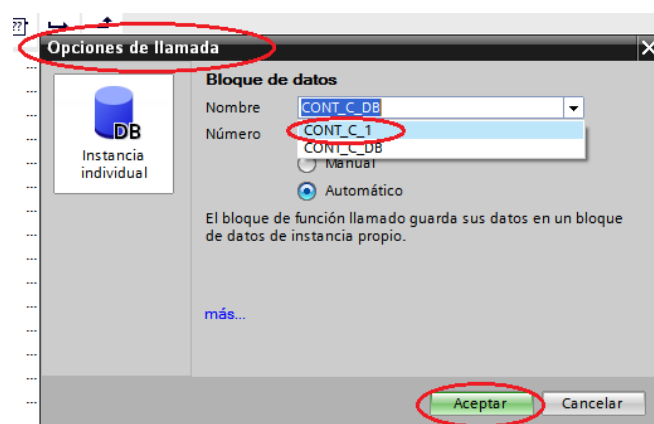 ??
Opciones de llamada
Bloque de datos
Nombre CONT_C_DB
Número CONT_C_1
CONT_C_DB
Manual
Automático
DB
Instancia
individual
El bloque de función llamado guarda sus datos en un bloque
de datos de instancia propio.
más...
Aceptar Cancelar